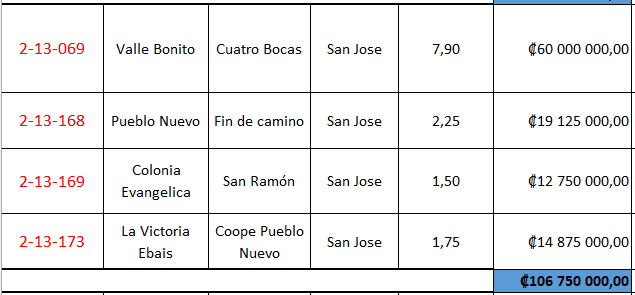 2-13-069 Valle Bonito Cuatro Bocas San Jose 7,90 ₡60 000 000,00
2-13-168 Pueblo Nuevo Fin de camino San Jose 2,25 ₡19 125 000,00
2-13-169 Colonia Evangelica San Ramón San Jose 1,50 ₡12 750 000,00
2-13-173 La Victoria Ebais Coope Pueblo Nuevo San Jose 1,75 ₡14 875 000,00
₡106 750 000,00